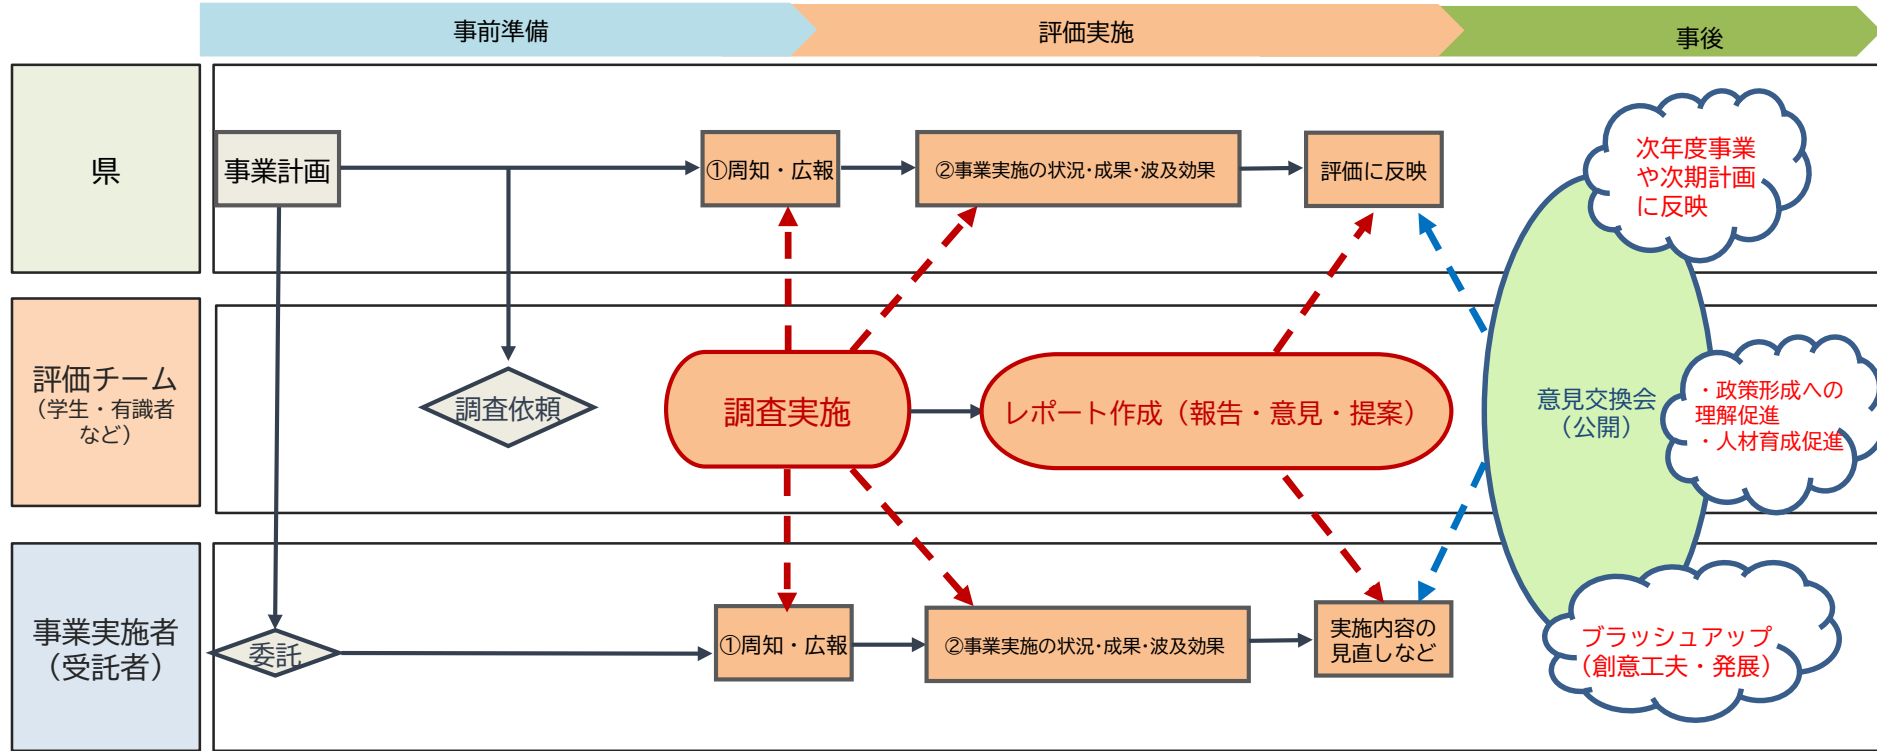 事前準備
評価実施
事後
県
事業計画
①周知・広報
②事業実施の状況・成果・波及効果
評価に反映
次年度事業
や次期計画
に反映
評価チーム
（学生・有識者
など）
調査依頼
調査実施
レポート作成（報告・意見・提案）
意見交換会
（公開）
・政策形成への
理解促進
・人材育成促進
事業実施者
（受託者）
委託
①周知・広報
②事業実施の状況・成果・波及効果
実施内容の
見直しなど
ブラッシュアップ
（創意工夫・発展）